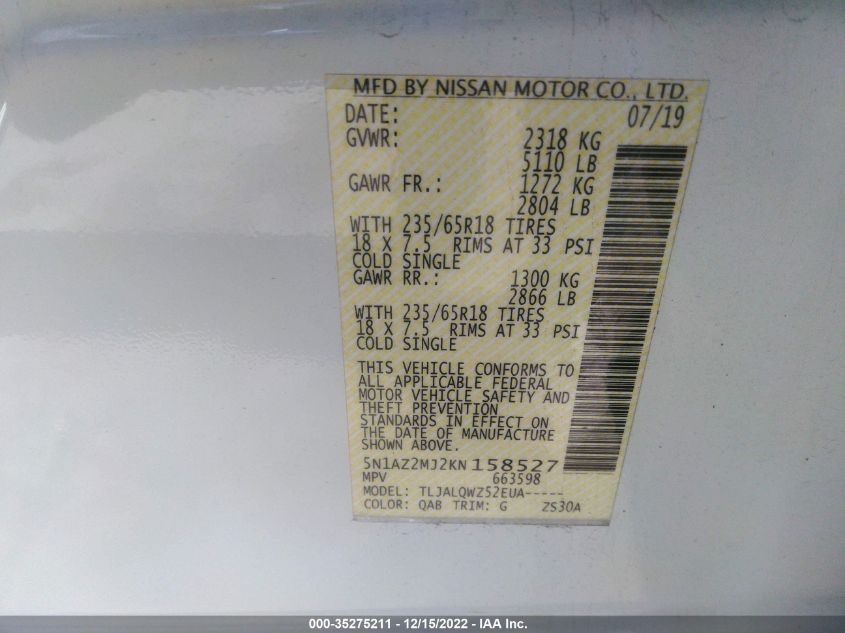 MFD BY NISSAN MOTOR CO., LTD.
DATE: 07/19
GVWR: 2318 KG
5110 LB
GAWR FR.: 1272 KG
2804 LB
WITH 235/65R18 TIRES
18 X 7.5 RIMS AT 33 PSI
COLD SINGLE
GAWR RR.: 1300 KG
2866 LB
WITH 235/65R18 TIRES
18 X 7.5 RIMS AT 33 PSI
COLD SINGLE
THIS VEHICLE CONFORMS TO
ALL APPLICABLE FEDERAL
MOTOR VEHICLE SAFETY AND
THEFT PREVENTION
STANDARDS IN EFFECT ON
THE DATE OF MANUFACTURE
SHOWN ABOVE.
5N1AZ2MJ2KN158527
MPV 663598
MODEL: TLJALQWZ52EUA-----
COLOR: QAB TRIM: G ZS30A
000-35275211 - 12/15/2022 - IAA Inc.